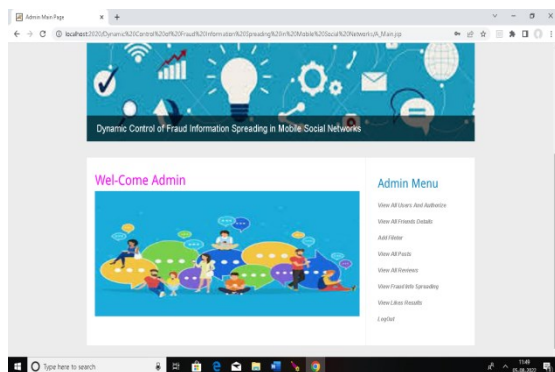 Admin Main Page
localhost:2020/Dynamic%20Control%20of%20Fraud%20Information%20Spreading%20in%20Mobile%20Social%20Networks/A_Main.jsp
Dynamic Control of Fraud Information Spreading in Mobile Social Networks
Wel-Come Admin
Admin Menu
View All Users And Authorize
View All Friends Details
Add Filter
View All Posts
View All Reviews
View Fraud Info Spreading
View Likes Results
LogOut
Type here to search
11:49